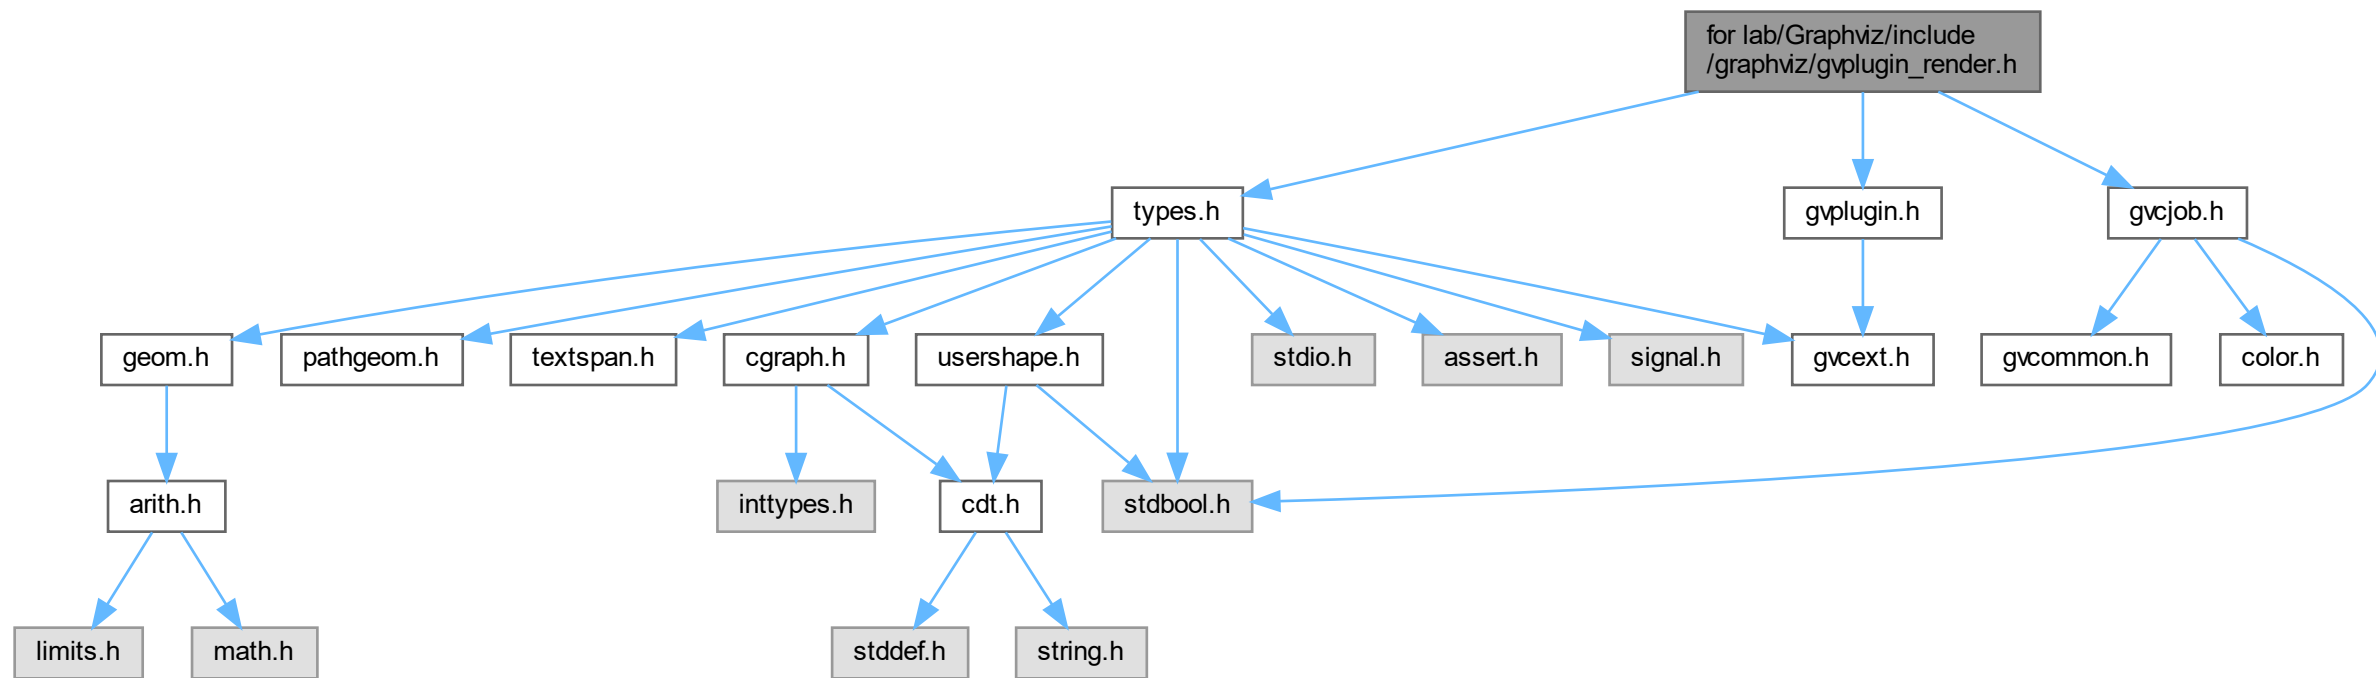 for lab/Graphviz/include
/graphviz/gvplugin_render.h
types.h
gvplugin.h
gvcjob.h
geom.h
pathgeom.h
textspan.h
cgraph.h
usershape.h
stdio.h
assert.h
signal.h
gvcext.h
gvcommon.h
color.h
arith.h
inttypes.h
cdt.h
stdbool.h
limits.h
math.h
stddef.h
string.h